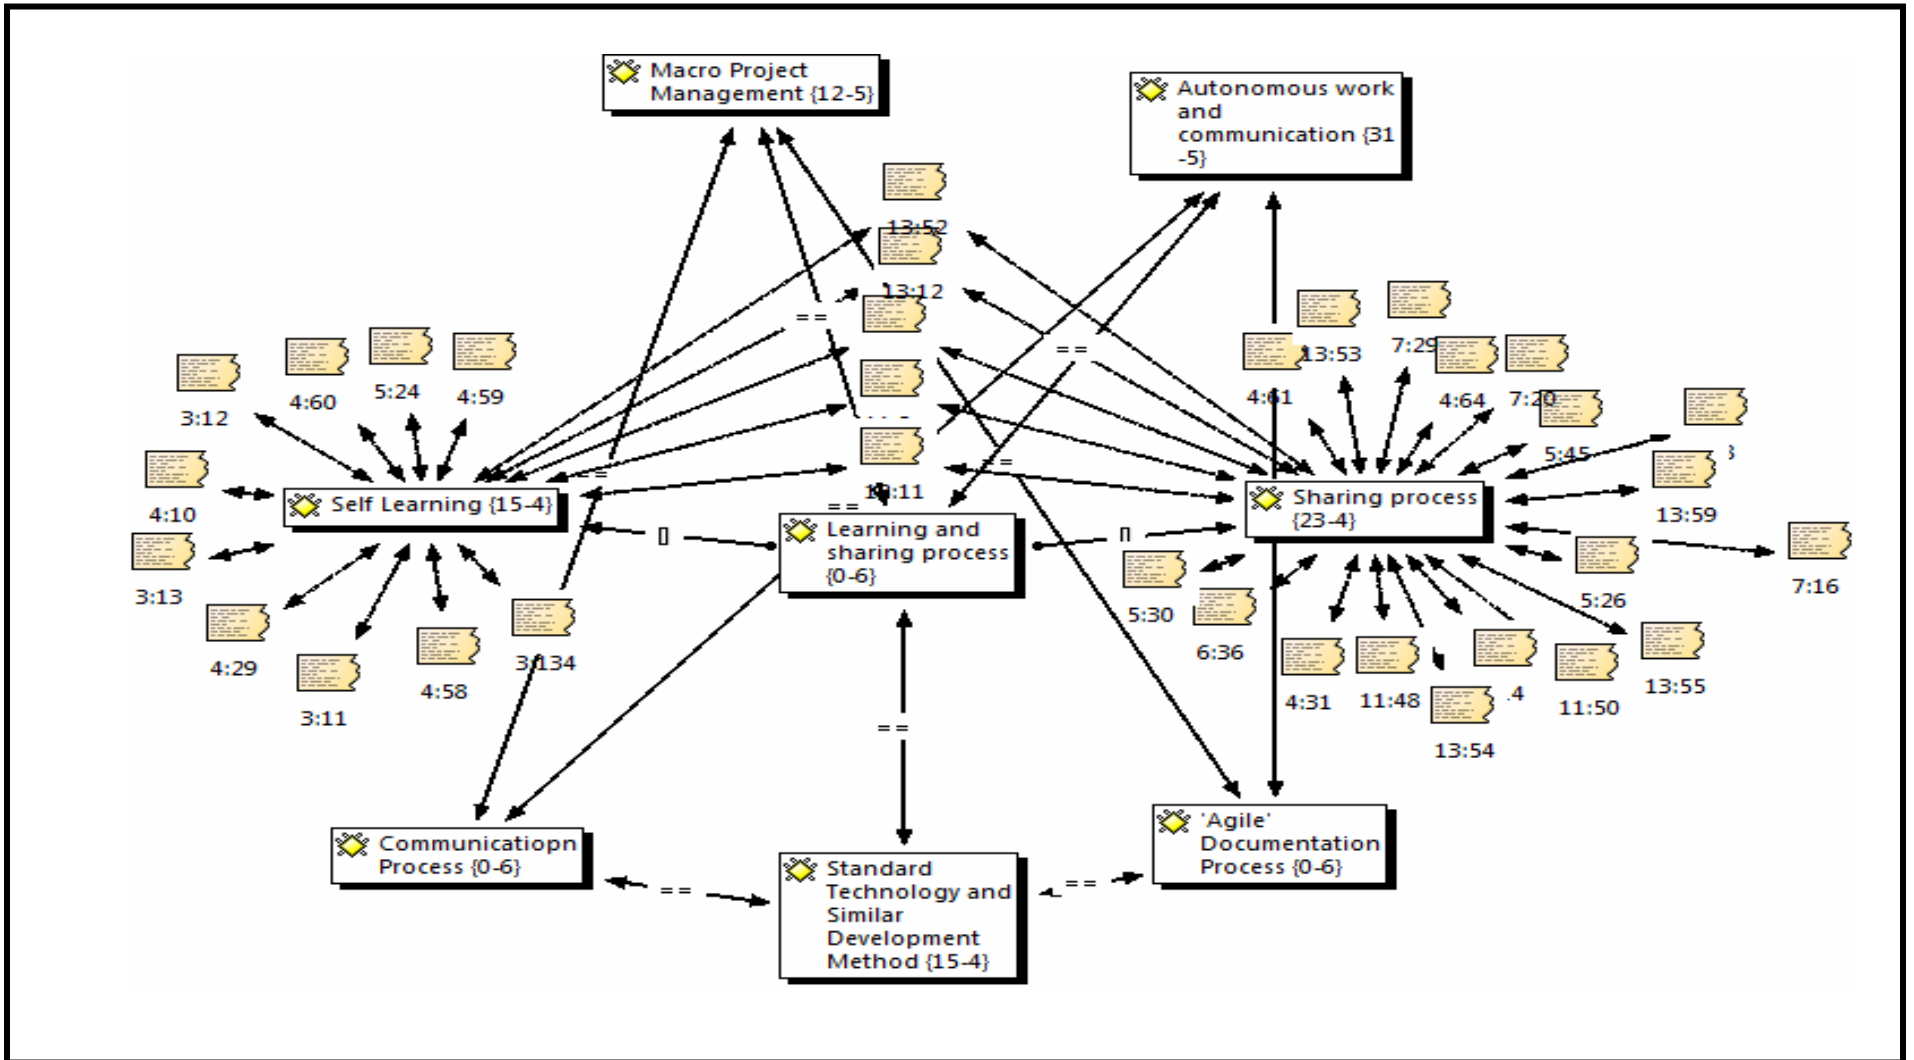 Macro Project
Management {12-5}
Autonomous work
and
communication {31
-5}
13:52
13:12
==
==
13:53
7:29
3:12
4:60
5:24
4:59
4:61
4:64
7:20
5:45
4:10
==
==
13:59
Self Learning {15-4}
==
Sharing process
{23-4}
[]
Learning and
sharing process
{0-6}
3:13
5:30
5:26
7:16
4:29
3:134
6:36
3:11
4:58
4:31
11:48
11:50
13:55
13:54
==
Communicatiopn
Process {0-6}
'Agile'
Documentation
Process {0-6}
==
==
Standard
Technology and
Similar
Development
Method {15-4}